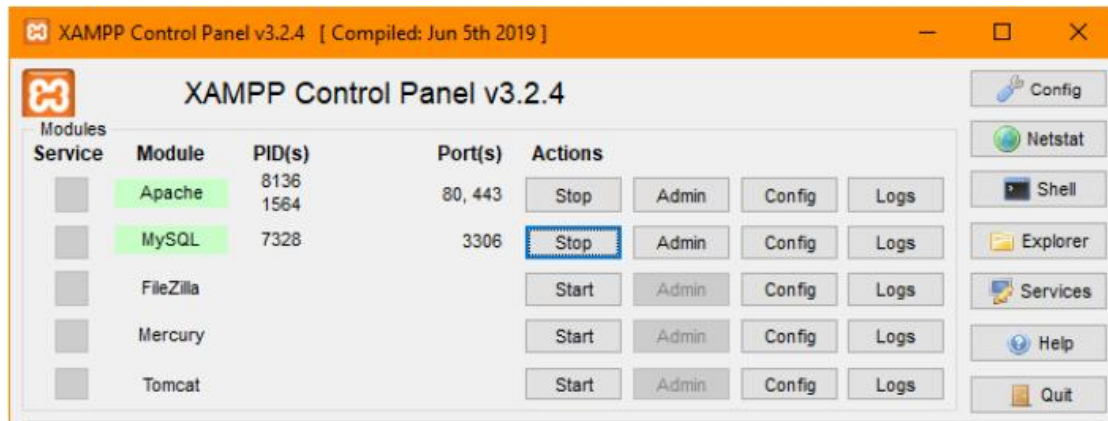 XAMPP Control Panel v3.2.4 [ Compiled: Jun 5th 2019 ]
XAMPP Control Panel v3.2.4
Config
Modules
Service Module PID(s) Port(s) Actions
Netstat
Apache 8136 1564 80, 443 Stop Admin Config Logs
Shell
MySQL 7328 3306 Stop Admin Config Logs
Explorer
FileZilla Start Admin Config Logs
Services
Mercury Start Admin Config Logs
Help
Tomcat Start Admin Config Logs
Quit